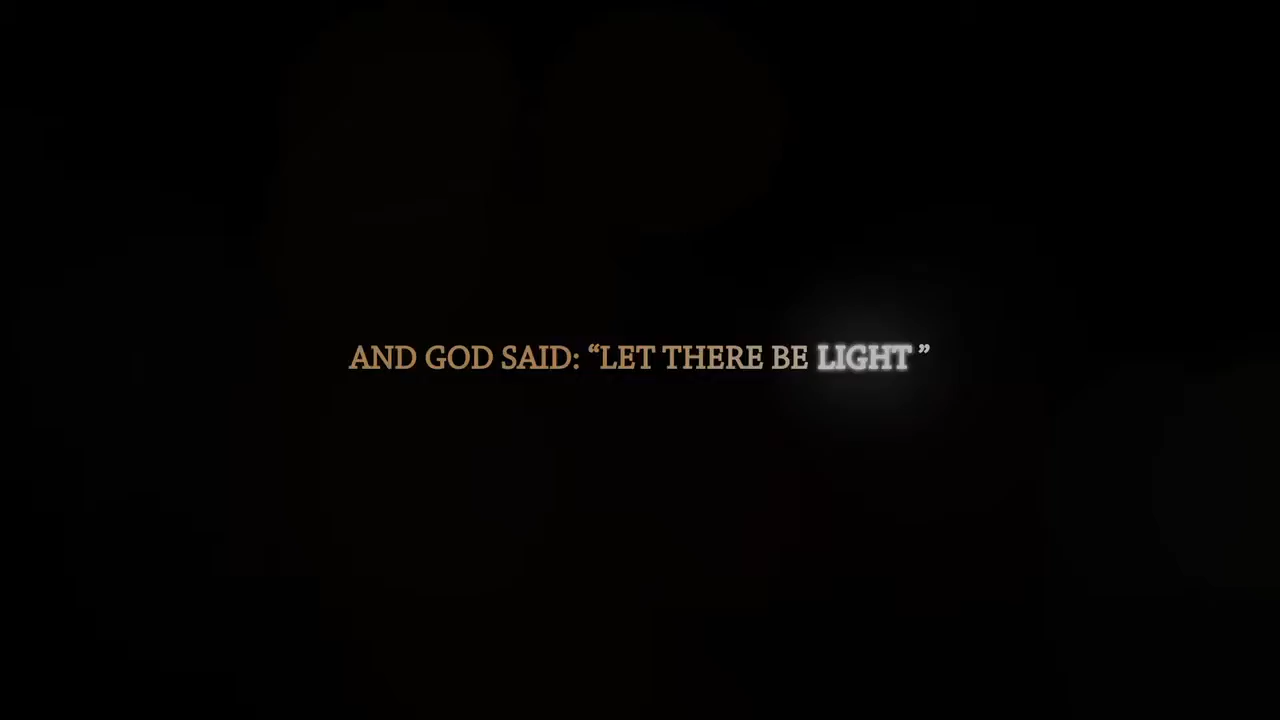 AND GOD SAID: “LET THERE BE LIGHT ”